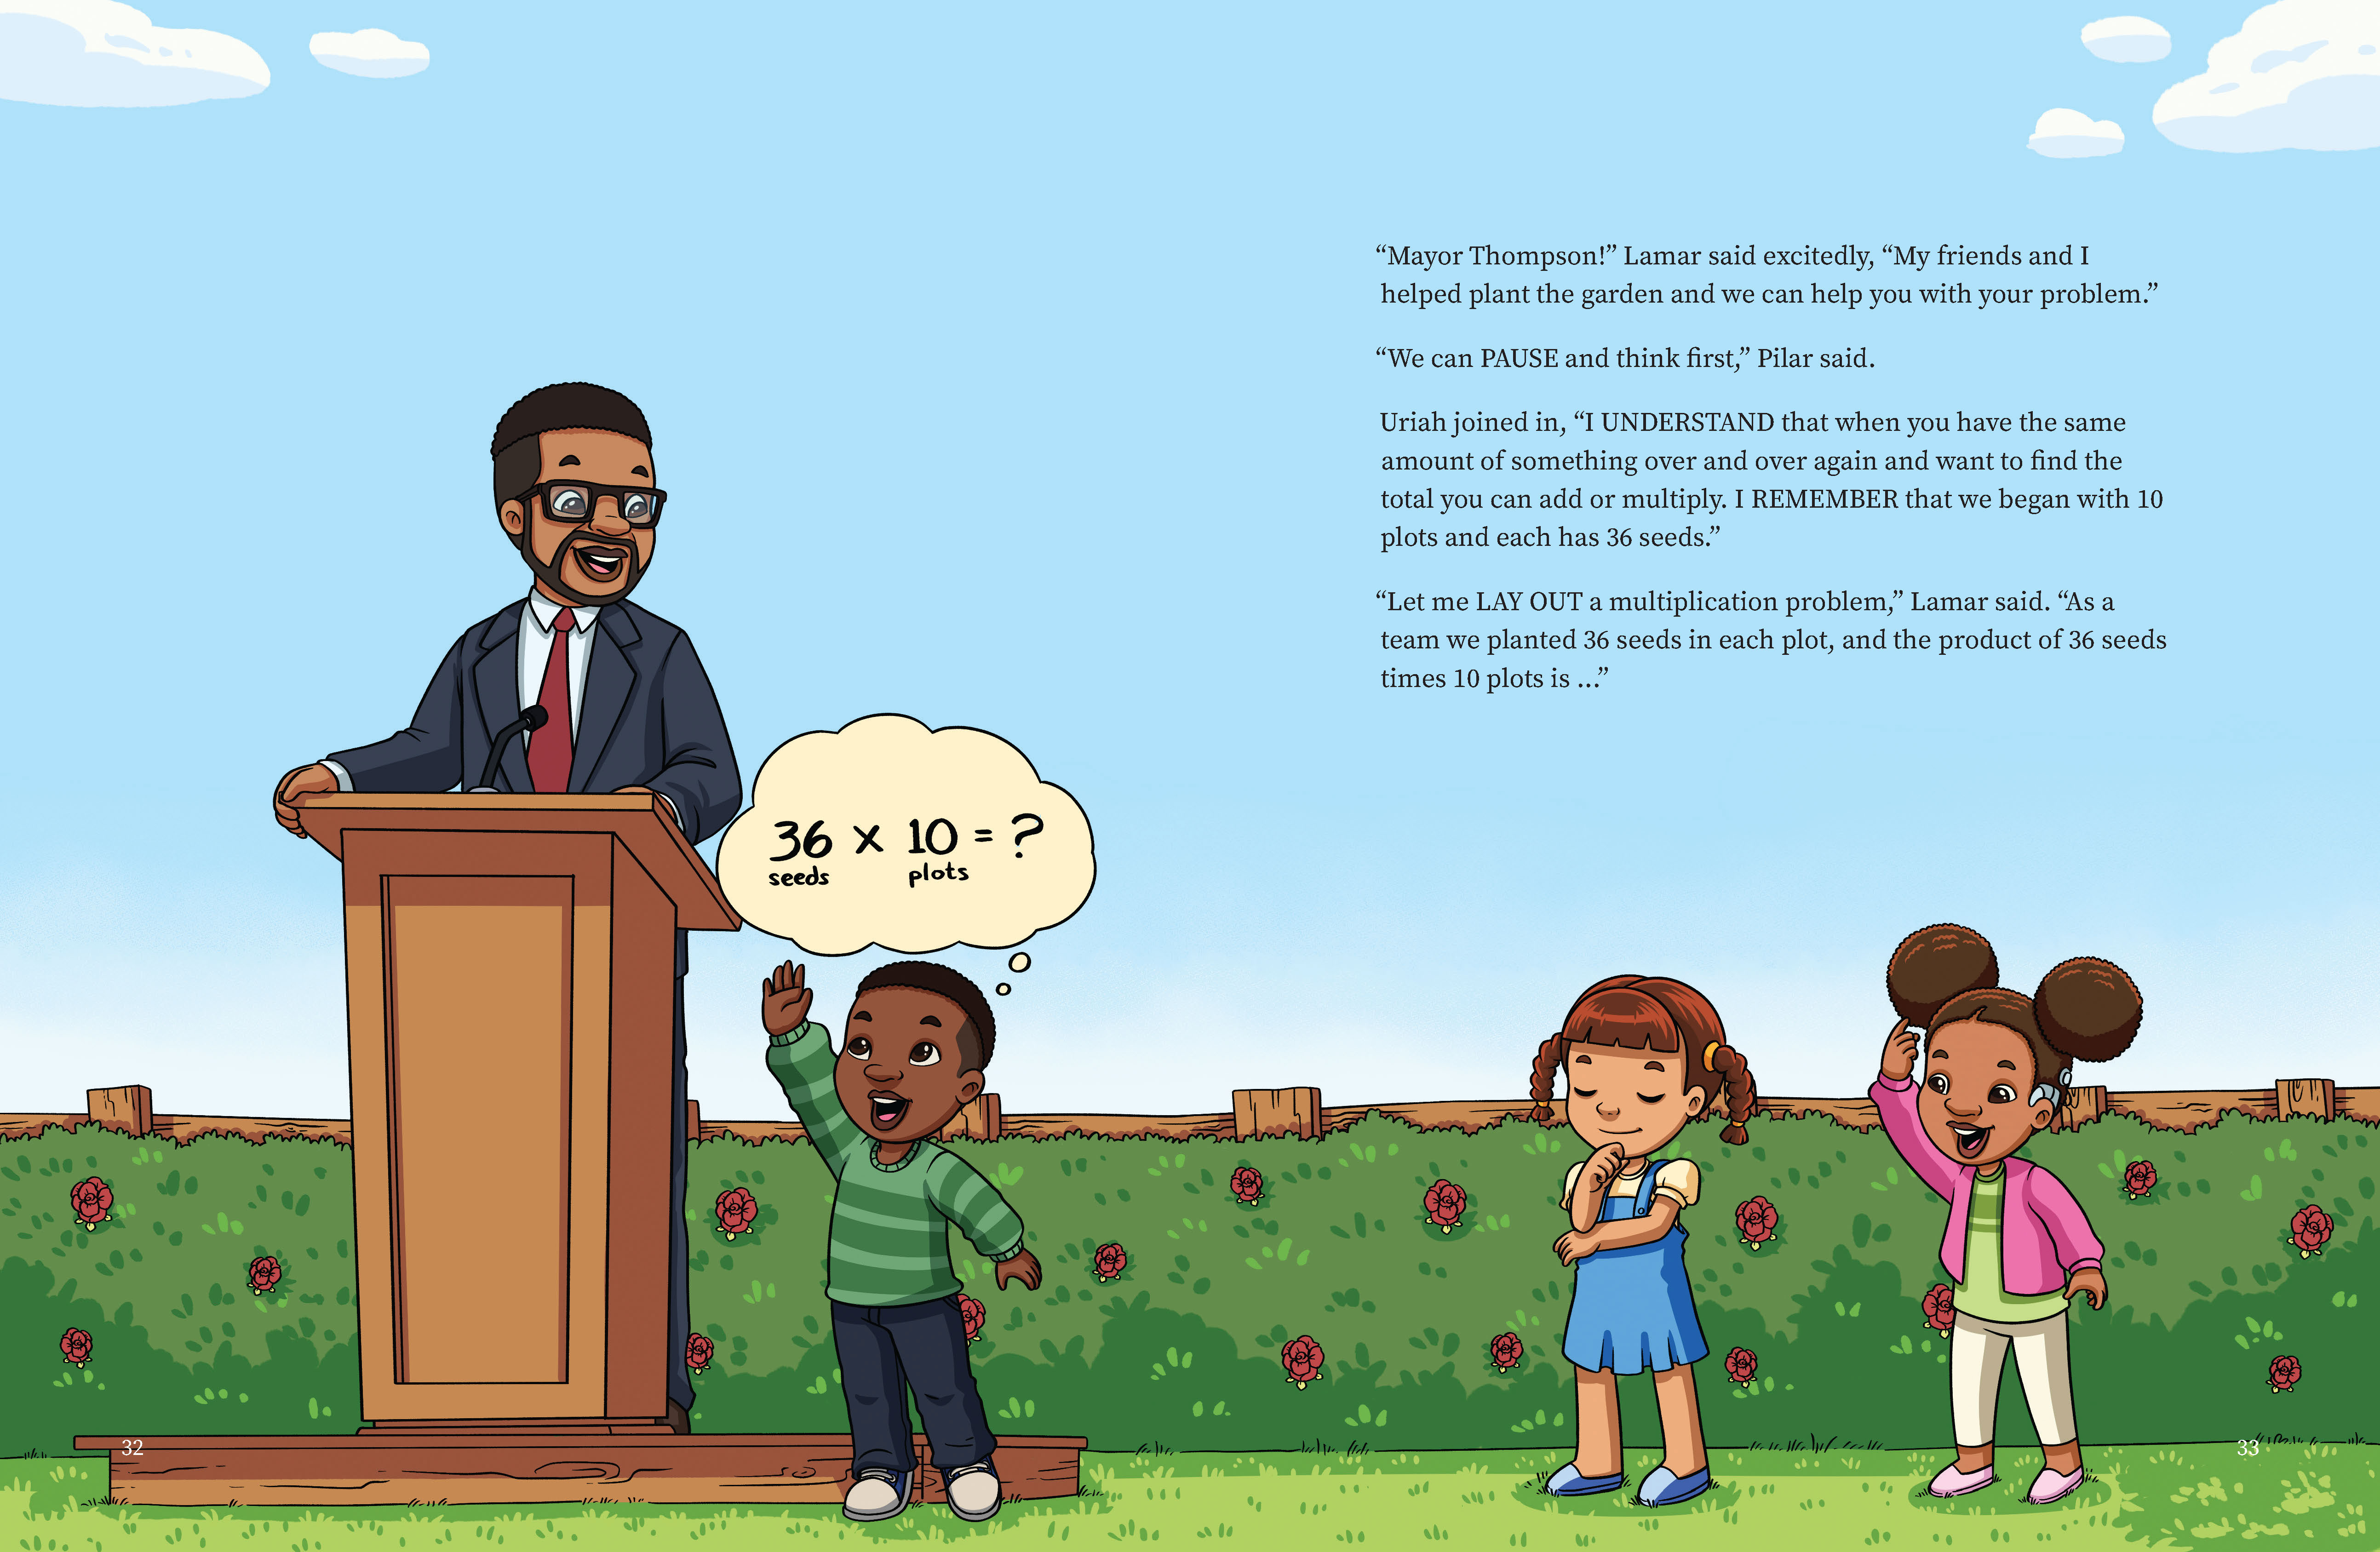 “Mayor Thompson!” Lamar said excitedly, “My friends and I
helped plant the garden and we can help you with your problem.”
“We can PAUSE and think first,” Pilar said.
Uriah joined in, “I UNDERSTAND that when you have the same
amount of something over and over again and want to find the
total you can add or multiply. I REMEMBER that we began with 10
plots and each has 36 seeds.”
“Let me LAY OUT a multiplication problem,” Lamar said. “As a
team we planted 36 seeds in each plot, and the product of 36 seeds
times 10 plots is ...”
36 x 10 = ?
seeds plots
32
33